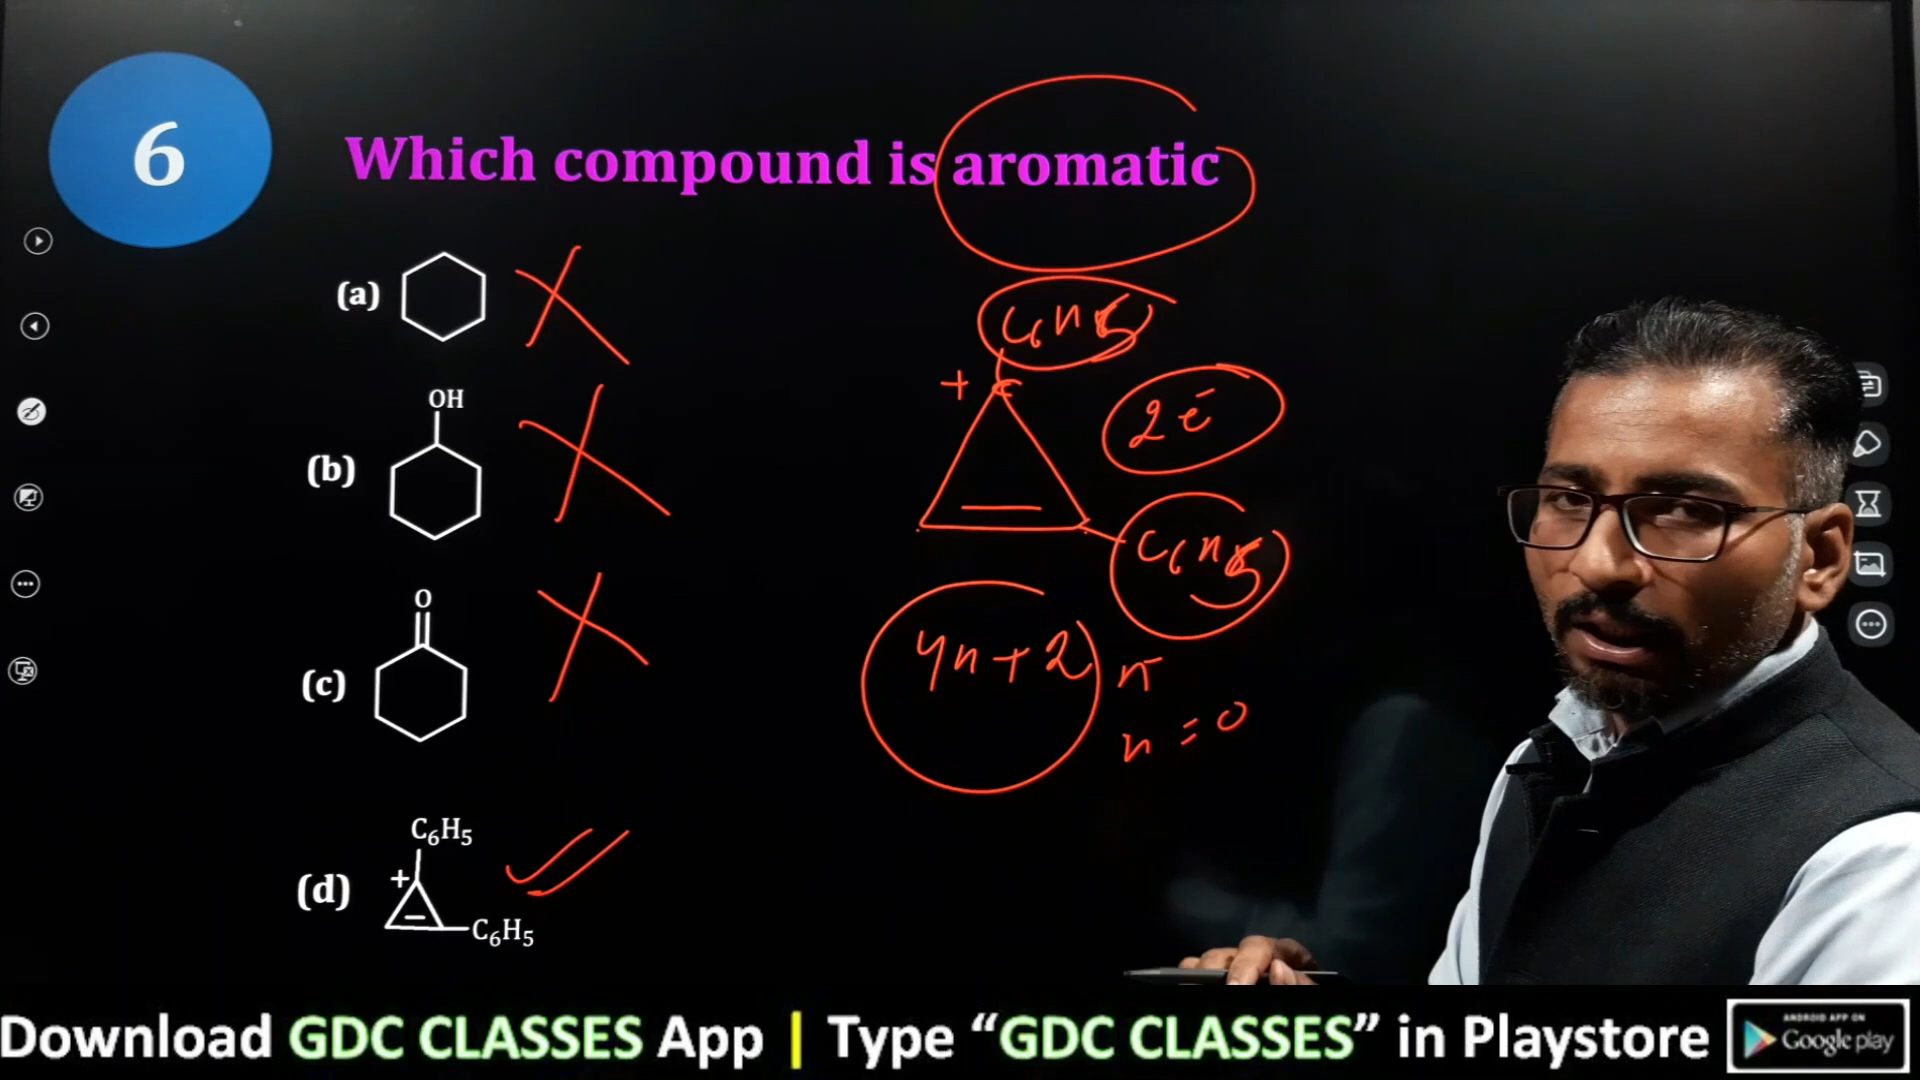 6
Which compound is aromatic
(a)
OH
(b)
O
(c)
C₆H₅
+
(d)
C₆H₅
C₆H₅
+
2e⁻
C₆H₅
4n+2) π
n = 0
Download GDC CLASSES App | Type “GDC CLASSES” in Playstore
ANDROID APP ON
Google play